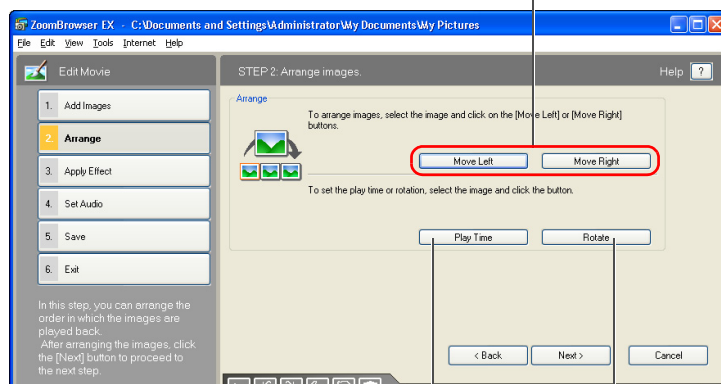 ZoomBrowser EX - C:\Documents and Settings\Administrator\My Documents\My Pictures
File Edit View Tools Internet Help
Edit Movie
STEP 2: Arrange images.
Help ?
1. Add Images
2. Arrange
3. Apply Effect
4. Set Audio
5. Save
6. Exit
In this step, you can arrange the
order in which the images are
played back.
After arranging the images, click
the [Next] button to proceed to
the next step.
Arrange
To arrange images, select the image and click on the [Move Left] or [Move Right]
buttons.
Move Left Move Right
To set the play time or rotation, select the image and click the button.
Play Time Rotate
< Back Next > Cancel